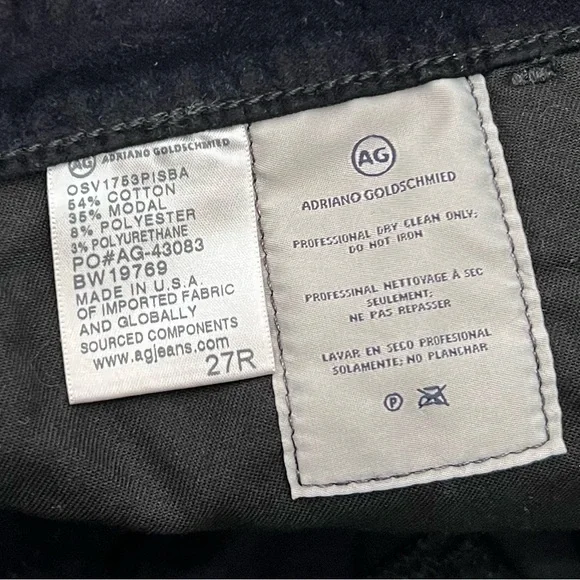 AG ADRIANO GOLDSCHMIED
OSV1753PISBA
54% COTTON
35% MODAL
8% POLYESTER
3% POLYURETHANE
PO#AG-43083
BW19769
MADE IN U.S.A.
OF IMPORTED FABRIC
AND GLOBALLY
SOURCED COMPONENTS
www.agjeans.com
27R
AG
ADRIANO GOLDSCHMIED
PROFESSIONAL DRY CLEAN ONLY;
DO NOT IRON
PROFESSINAL NETTOYAGE À SEC
SEULEMENT;
NE PAS REPASSER
LAVAR EN SECO PROFESIONAL
SOLAMENTE; NO PLANCHAR
P